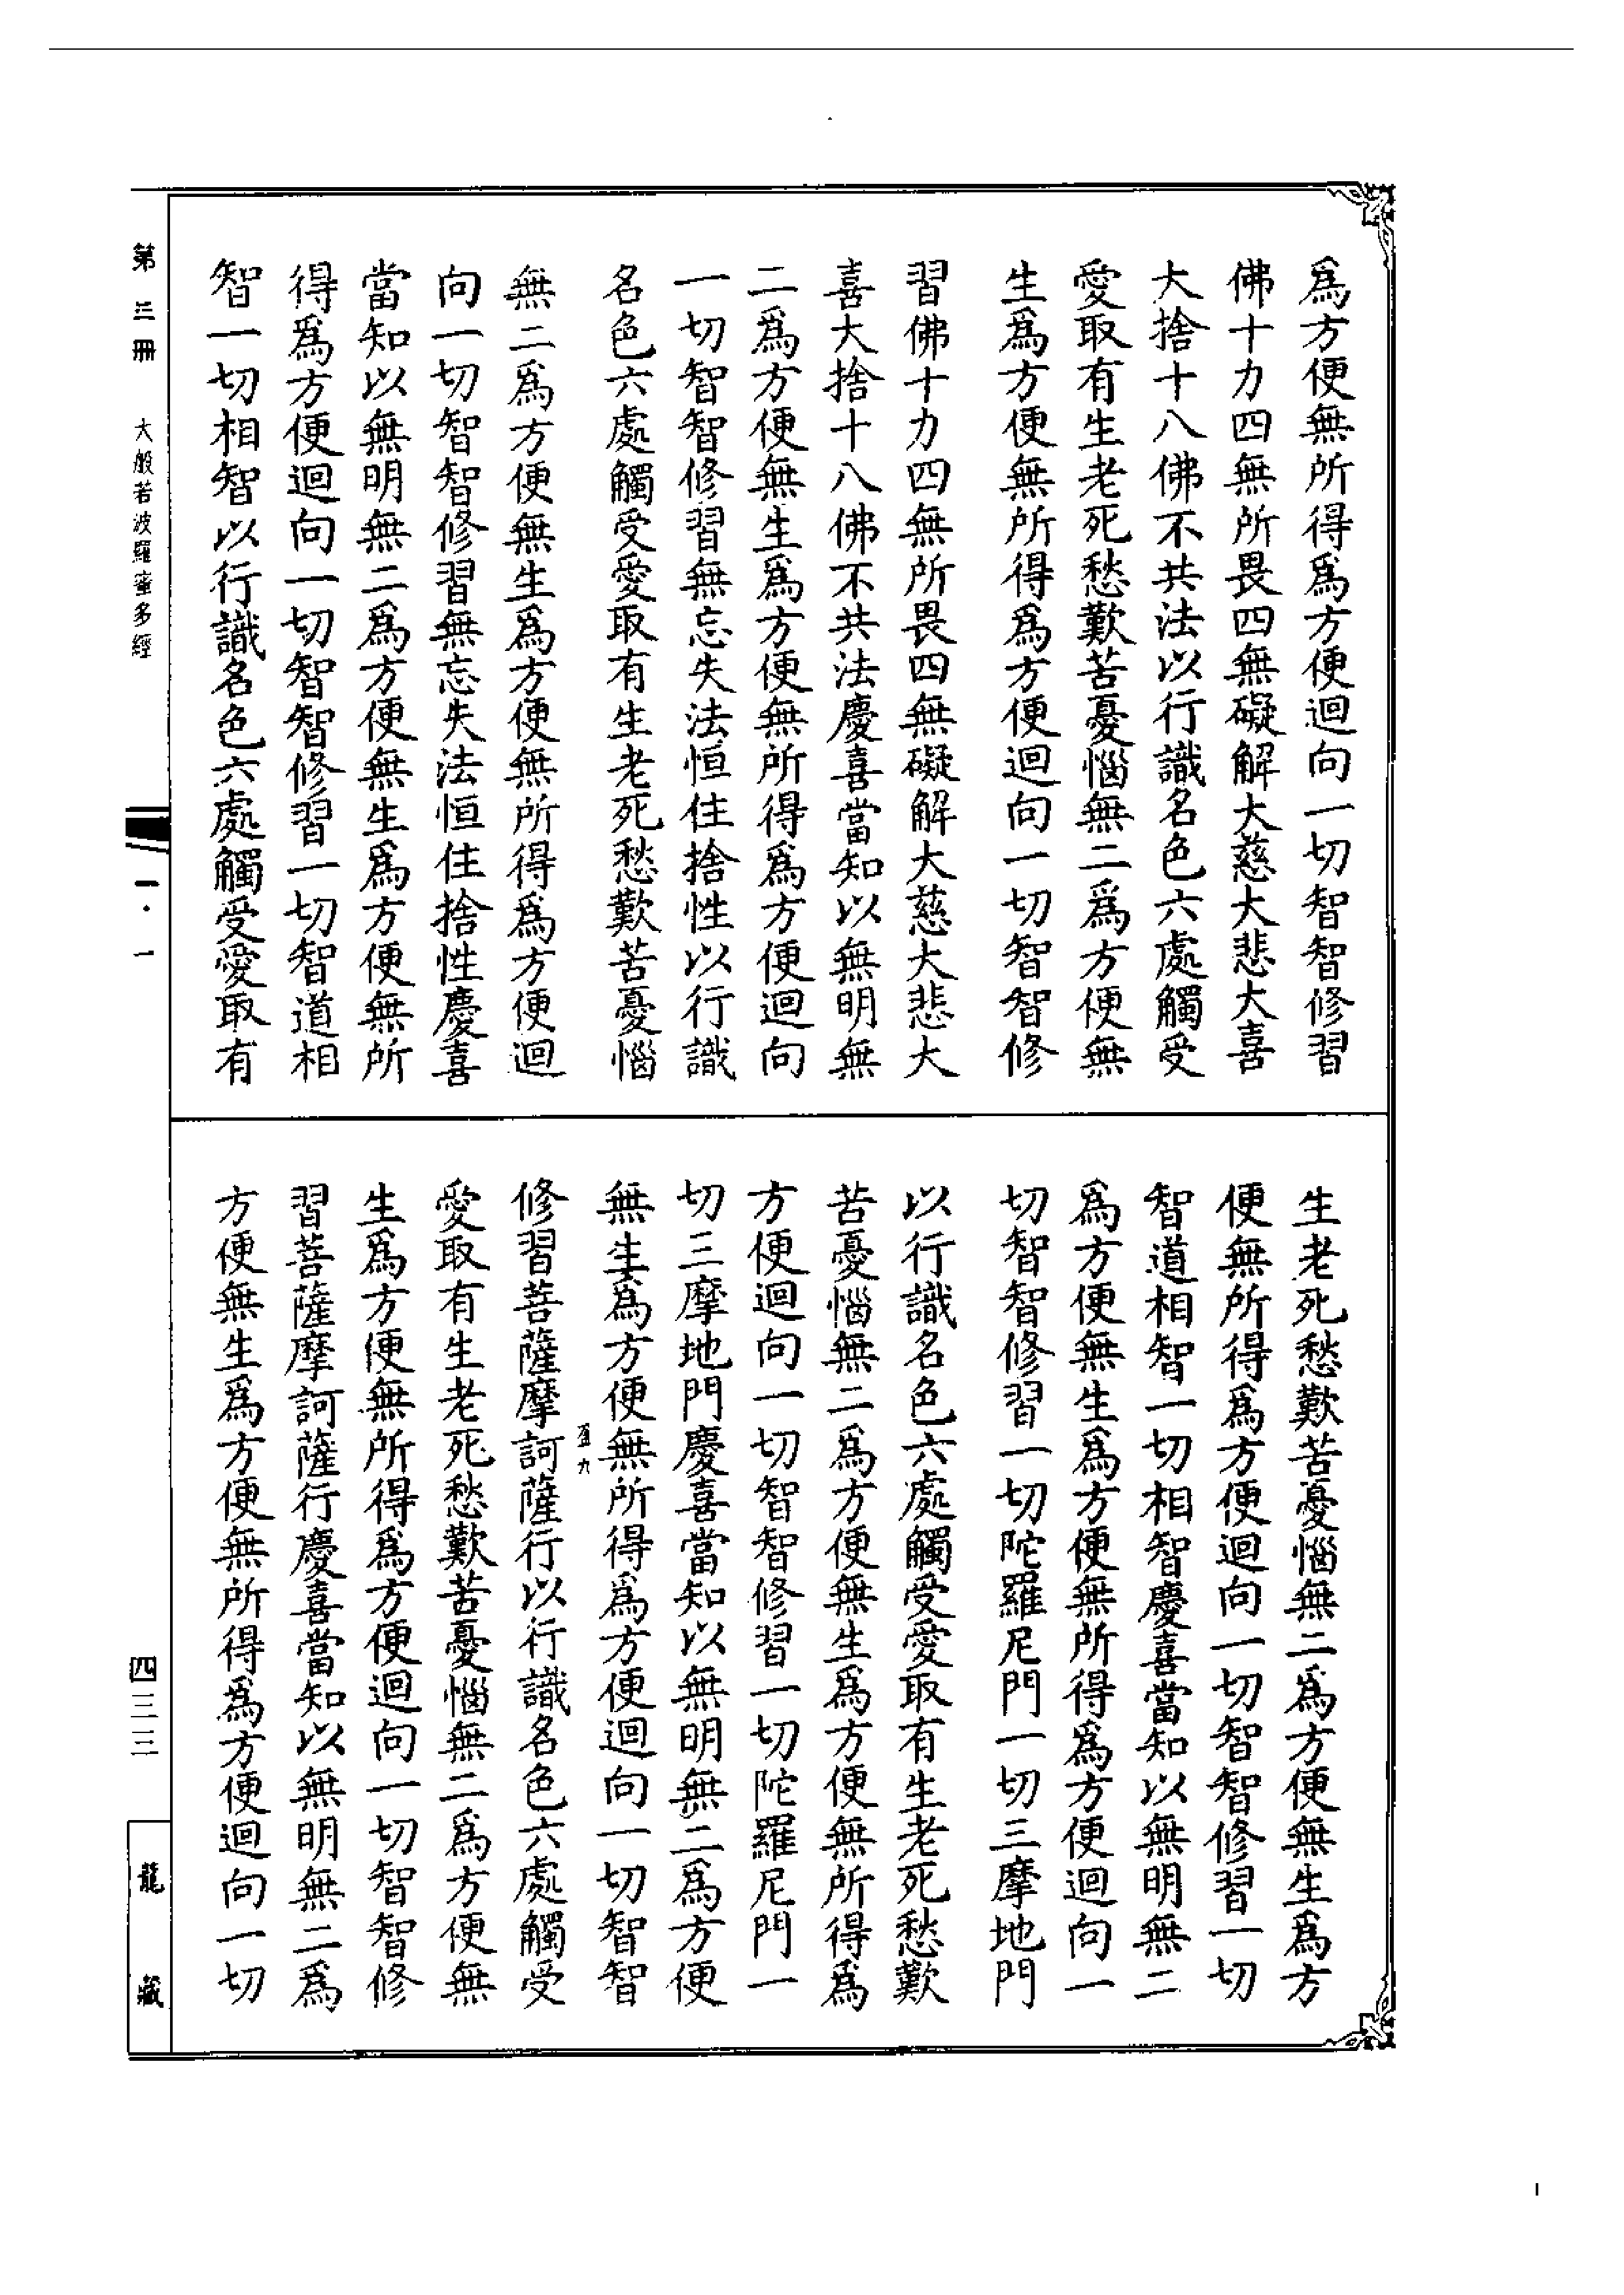 爲方便無所得爲方便迴向一切智智修習
佛十力四無所畏四無礙解大慈大悲大喜
大捨十八佛不共法以行識名色六處觸受
愛取有生老死愁歎苦憂惱無二爲方便無
生爲方便無所得爲方便迴向一切智智修
習佛十力四無所畏四無礙解大慈大悲大
喜大捨十八佛不共法慶喜當知以無明無
二爲方便無生爲方便無所得爲方便迴向
一切智智修習無忘失法恒住捨性以行識
名色六處觸受愛取有生老死愁歎苦憂惱
無二爲方便無生爲方便無所得爲方便迴
向一切智智修習無忘失法恒住捨性慶喜
當知以無明無二爲方便無生爲方便無所
得爲方便迴向一切智智修習一切智道相
智一切相智以行識名色六處觸受愛取有
生老死愁歎苦憂惱無二爲方便無生爲方
便無所得爲方便迴向一切智智修習一切
智道相智一切相智慶喜當知以無明無二
爲方便無生爲方便無所得爲方便迴向一
切智智修習一切陀羅尼門一切三摩地門
以行識名色六處觸受愛取有生老死愁歎
苦憂惱無二爲方便無生爲方便無所得爲
方便迴向一切智智修習一切陀羅尼門一
切三摩地門慶喜當知以無明無二爲方便
無生爲方便無所得爲方便迴向一切智智
盈九
修習菩薩摩訶薩行以行識名色六處觸受
愛取有生老死愁歎苦憂惱無二爲方便無
生爲方便無所得爲方便迴向一切智智修
習菩薩摩訶薩行慶喜當知以無明無二爲
方便無生爲方便無所得爲方便迴向一切
第三冊 大般若波羅蜜多經 一·一 四三三 龍藏